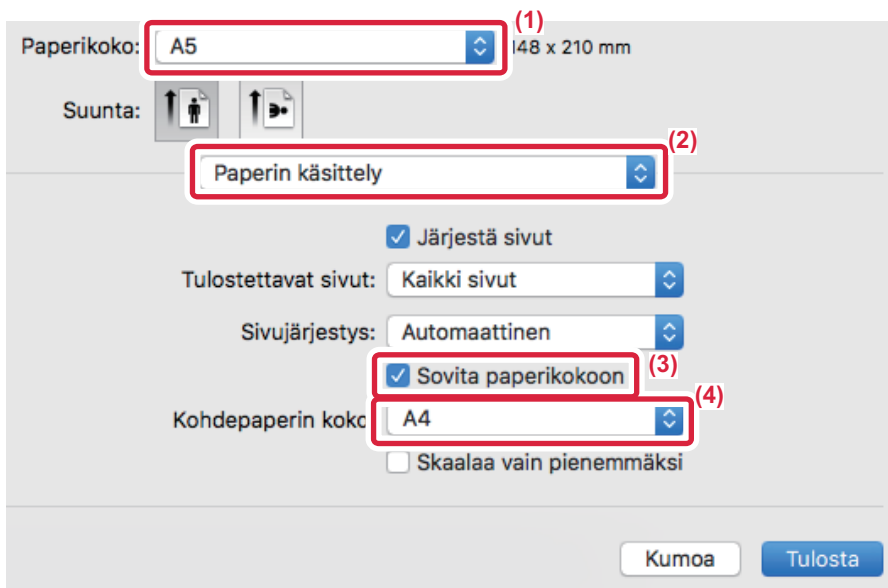 (1)
Paperikoko: A5 148 x 210 mm
Suunta:
(2)
Paperin käsittely
Järjestä sivut
Tulostettavat sivut: Kaikki sivut
Sivujärjestys: Automaattinen
Sovita paperikokoon (3)
(4)
Kohdepaperin koko A4
Skaalaa vain pienemmäksi
Kumoa Tulosta